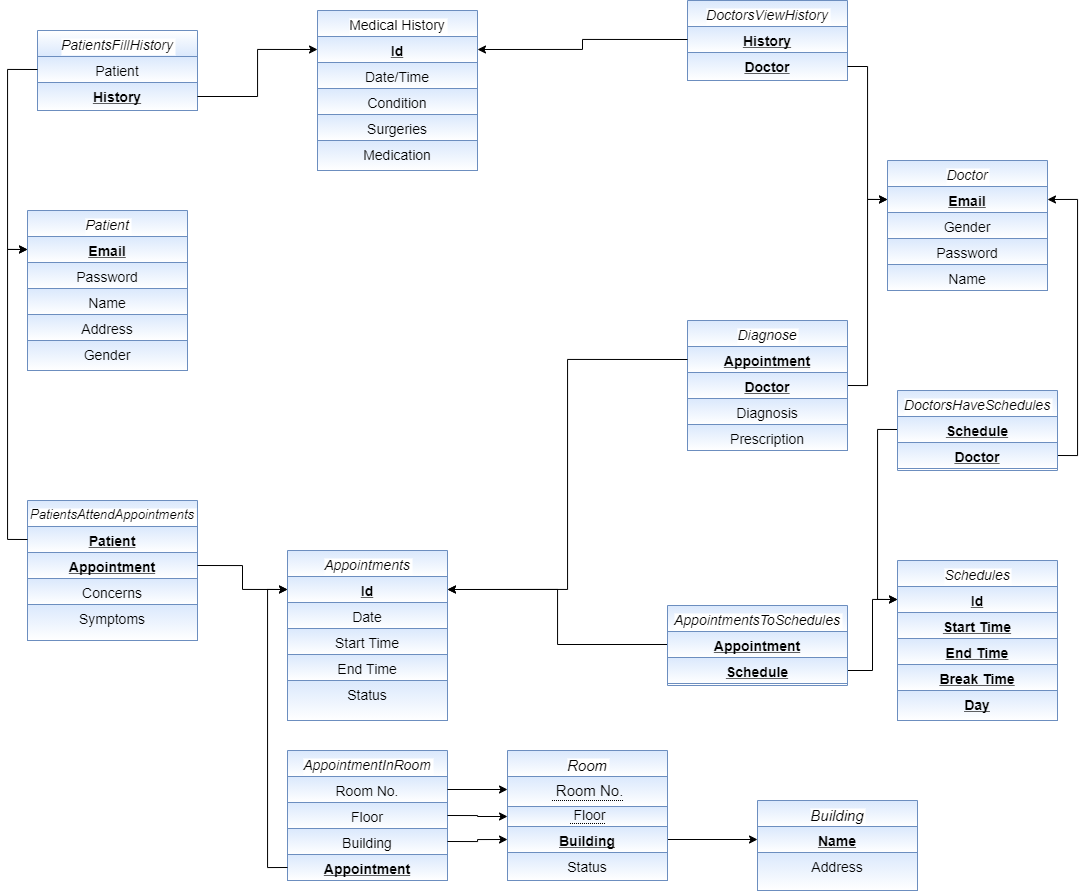 PatientsFillHistory
Patient
History
Medical History
Id
Date/Time
Condition
Surgeries
Medication
DoctorsViewHistory
History
Doctor
Doctor
Email
Gender
Password
Name
Patient
Email
Password
Name
Address
Gender
Diagnose
Appointment
Doctor
Diagnosis
Prescription
DoctorsHaveSchedules
Schedule
Doctor
PatientsAttendAppointments
Patient
Appointment
Concerns
Symptoms
Appointments
Id
Date
Start Time
End Time
Status
AppointmentsToSchedules
Appointment
Schedule
Schedules
Id
Start Time
End Time
Break Time
Day
AppointmentInRoom
Room No.
Floor
Building
Appointment
Room
Room No.
Floor
Building
Status
Building
Name
Address